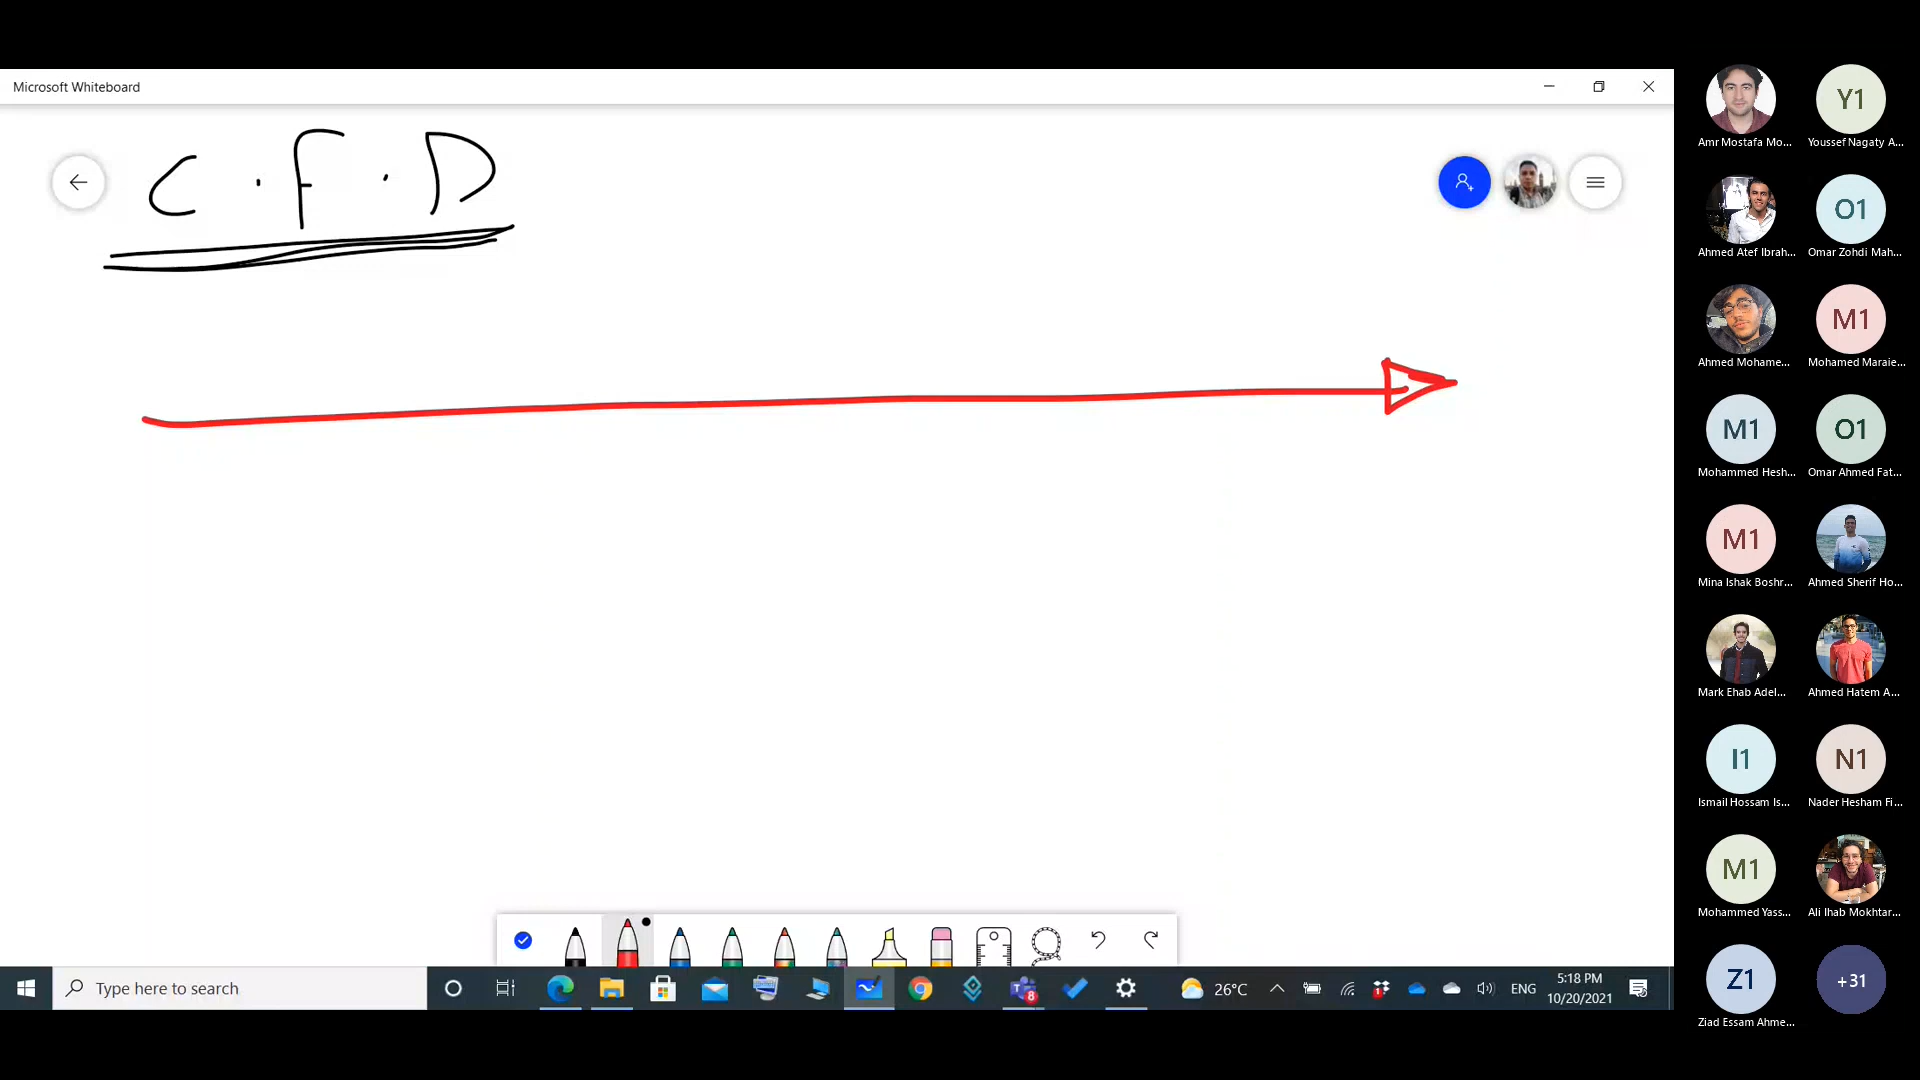 Microsoft Whiteboard
C . F . D
Amr Mostafa Mo...
Youssef Nagaty A...
Y1
Ahmed Atef Ibrah...
Omar Zohdi Mah...
O1
Ahmed Mohame...
Mohamed Maraie...
M1
Mohammed Hesh...
M1
Omar Ahmed Fat...
O1
Mina Ishak Boshr...
M1
Ahmed Sherif Ho...
Mark Ehab Adel...
Ahmed Hatem A...
Ismail Hossam Is...
I1
Nader Hesham Fi...
N1
Mohammed Yass...
M1
Ali Ihab Mokhtar...
Ziad Essam Ahme...
Z1
+31
Type here to search
8
26°C
1
ENG
5:18 PM
10/20/2021